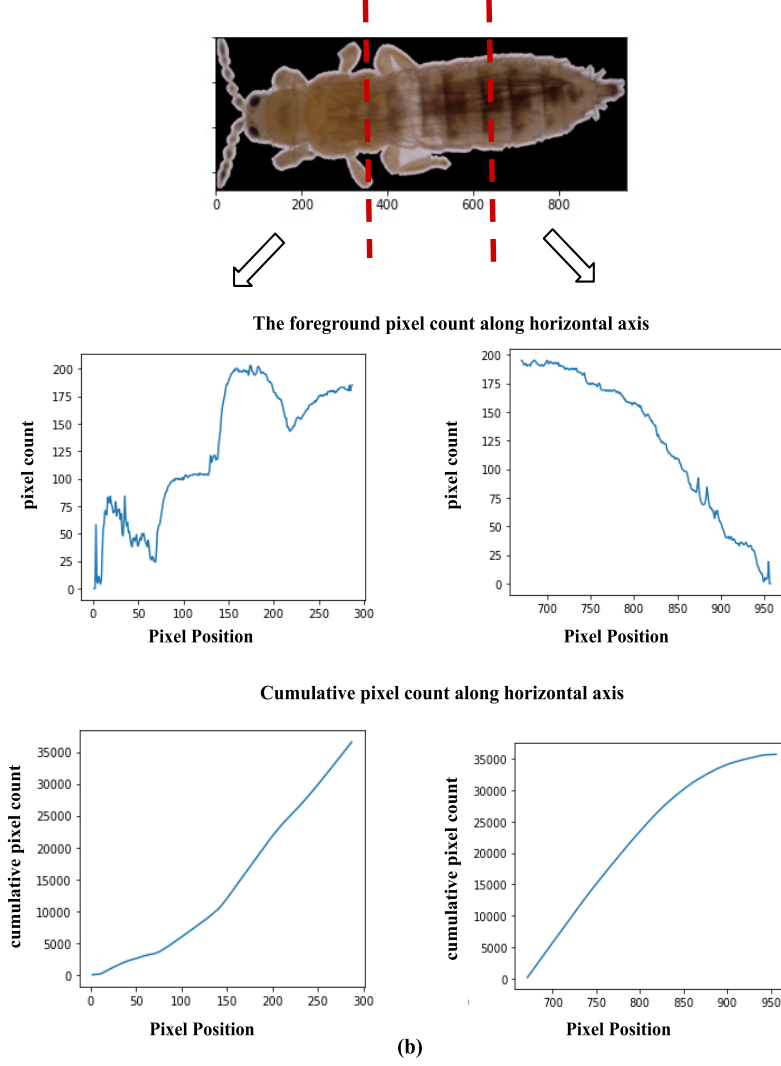 0 200 400 600 800
The foreground pixel count along horizontal axis
200
175
150
125
100
75
50
25
0
pixel count
0 50 100 150 200 250 300
Pixel Position
200
175
150
125
100
75
50
25
0
pixel count
700 750 800 850 900 950
Pixel Position
Cumulative pixel count along horizontal axis
35000
30000
25000
20000
15000
10000
5000
0
cumulative pixel count
0 50 100 150 200 250 300
Pixel Position
35000
30000
25000
20000
15000
10000
5000
0
cumulative pixel count
700 750 800 850 900 950
Pixel Position
(b)